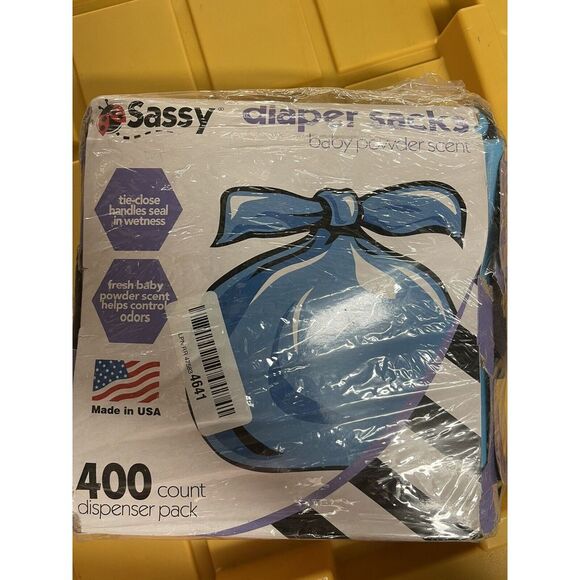 Sassy®
diaper sacks
baby powder scent
tie-close
handles seal
in wetness
fresh baby
powder scent
helps control
odors
4641
Made in USA
400 count
dispenser pack